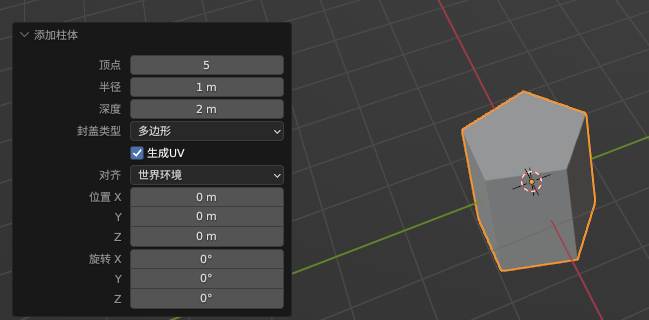 添加柱体
顶点 5
半径 1 m
深度 2 m
封盖类型 多边形
生成UV
对齐 世界环境
位置 X 0 m
Y 0 m
Z 0 m
旋转 X 0°
Y 0°
Z 0°